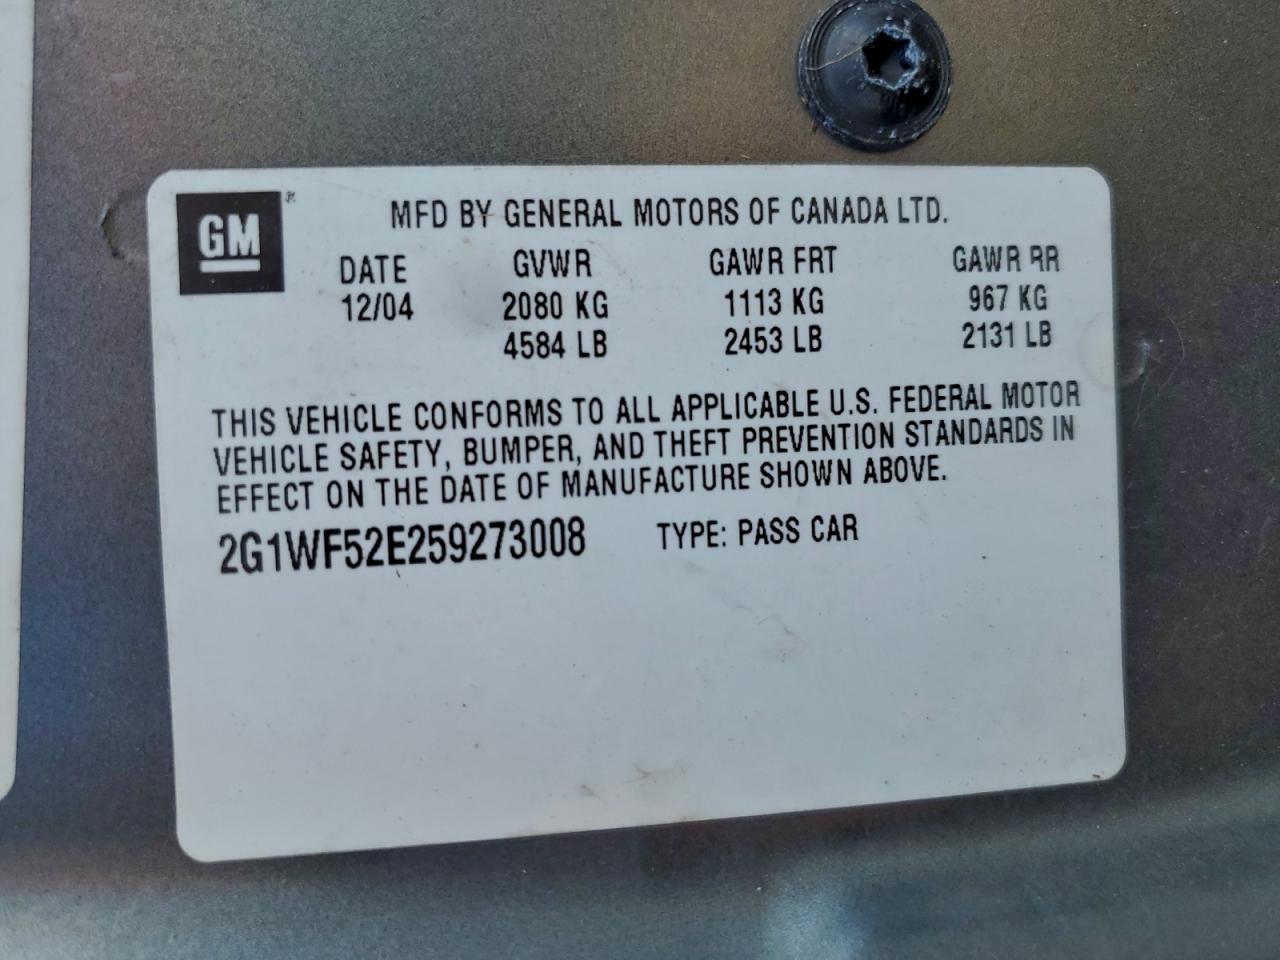 GM ®
MFD BY GENERAL MOTORS OF CANADA LTD.
DATE GVWR GAWR FRT GAWR RR
12/04 2080 KG 1113 KG 967 KG
4584 LB 2453 LB 2131 LB
THIS VEHICLE CONFORMS TO ALL APPLICABLE U.S. FEDERAL MOTOR
VEHICLE SAFETY, BUMPER, AND THEFT PREVENTION STANDARDS IN
EFFECT ON THE DATE OF MANUFACTURE SHOWN ABOVE.
2G1WF52E259273008 TYPE: PASS CAR